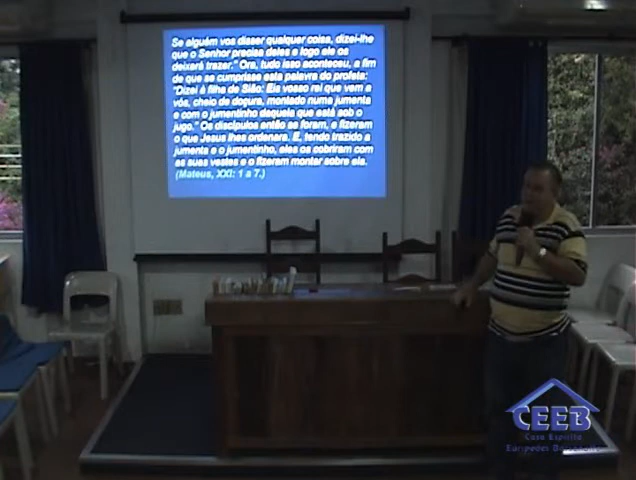 Se alguém vos disser qualquer coisa, dizei-lhe
que o Senhor precisa deles e logo ele os
deixará trazer." Ora, tudo isso aconteceu, a fim
de que se cumprisse esta palavra do profeta:
"Dizei à filha de Sião: Eis vosso rei que vem a
vós, cheio de doçura, montado numa jumenta
e com o jumentinho daquela que está sob o
jugo." Os discípulos então se foram, e fizeram
o que Jesus lhes ordenara. E, tendo trazido a
jumenta e o jumentinho, eles os cobriram com
as suas vestes e o fizeram montar sobre ela.
(Mateus, XXI: 1 a 7.)
CEEB
Casa Espírita
Eurípedes